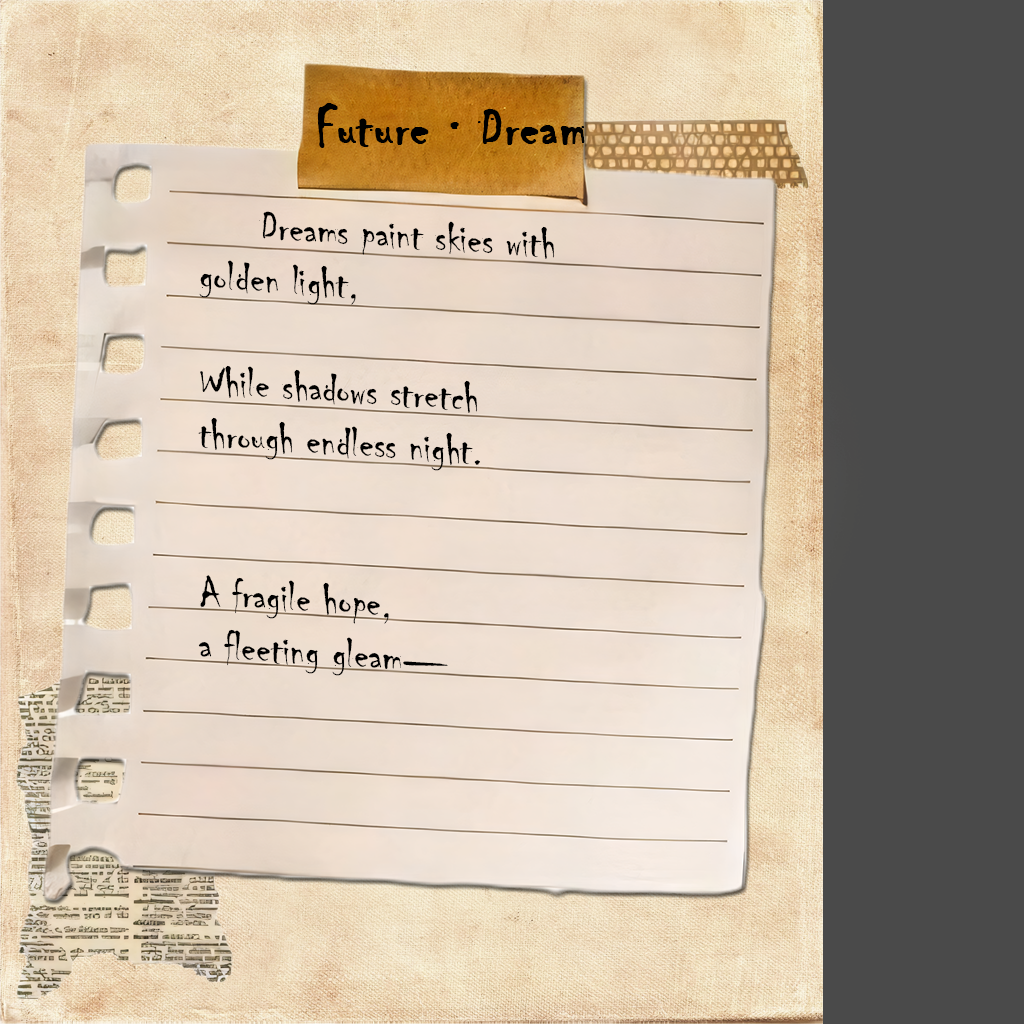 Future · Dream
Dreams paint skies with
golden light,
While shadows stretch
through endless night.
A fragile hope,
a fleeting gleam—